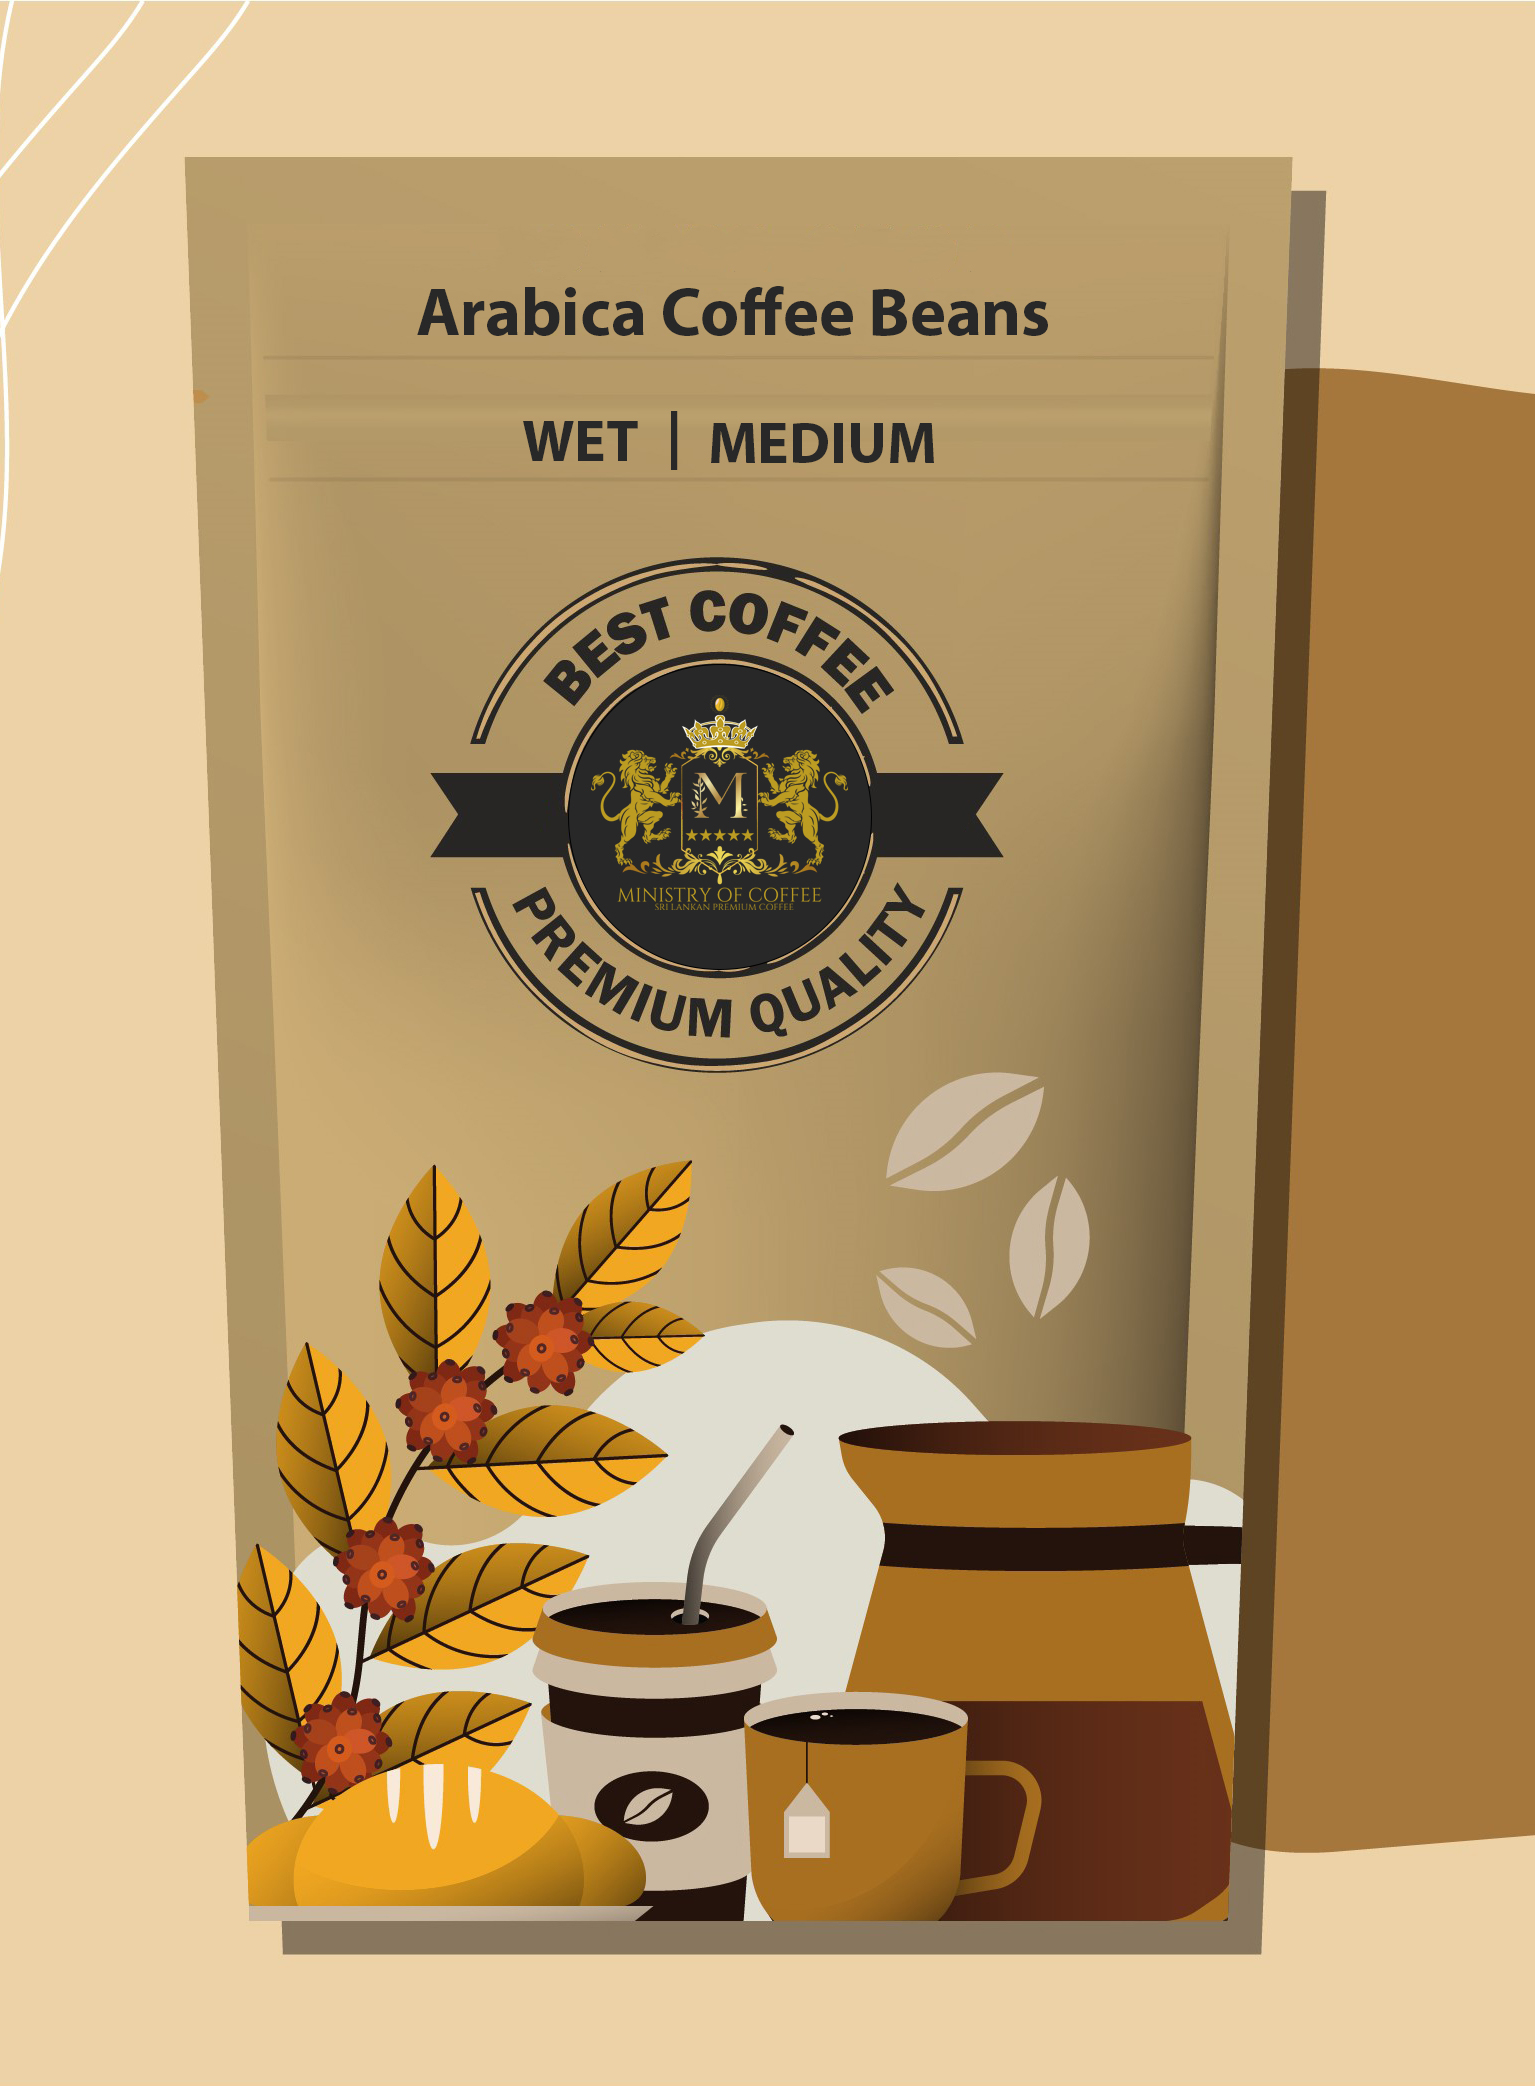 Arabica Coffee Beans
WET | MEDIUM
BEST COFFEE
M
MINISTRY OF COFFEE
SRI LANKAN PREMIUM COFFEE
PREMIUM QUALITY